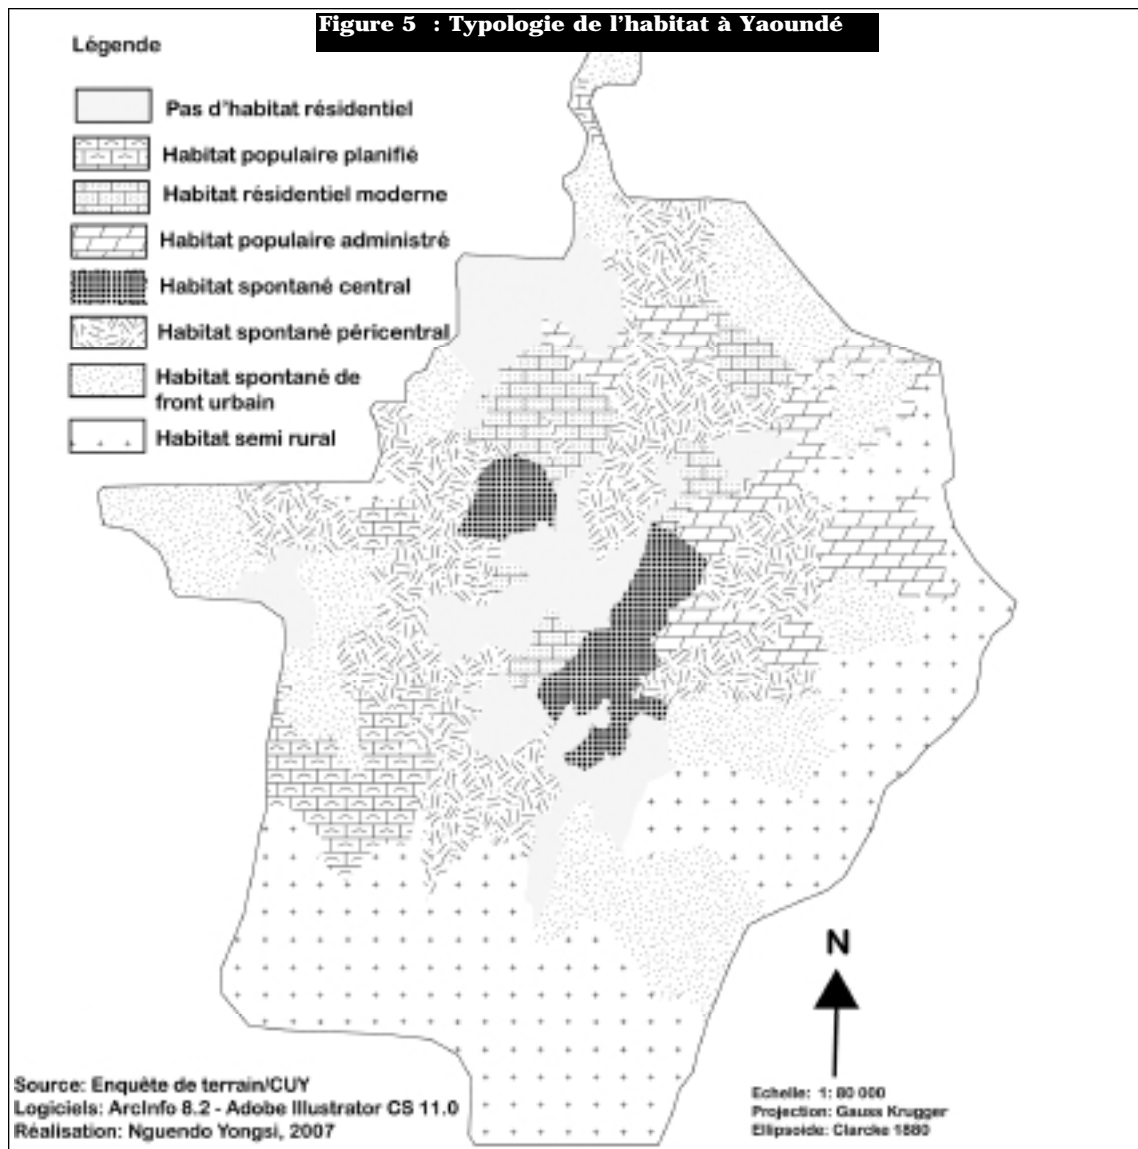 Figure 5 : Typologie de l'habitat à Yaoundé
Légende
Pas d'habitat résidentiel
Habitat populaire planifié
Habitat résidentiel moderne
Habitat populaire administré
Habitat spontané central
Habitat spontané péricentral
Habitat spontané de
front urbain
Habitat semi rural
N
Source: Enquête de terrain/CUY
Logiciels: ArcInfo 8.2 - Adobe Illustrator CS 11.0
Réalisation: Nguendo Yongsi, 2007
Echelle: 1: 80 000
Projection: Gauss Krugger
Ellipsoide: Clarcke 1880